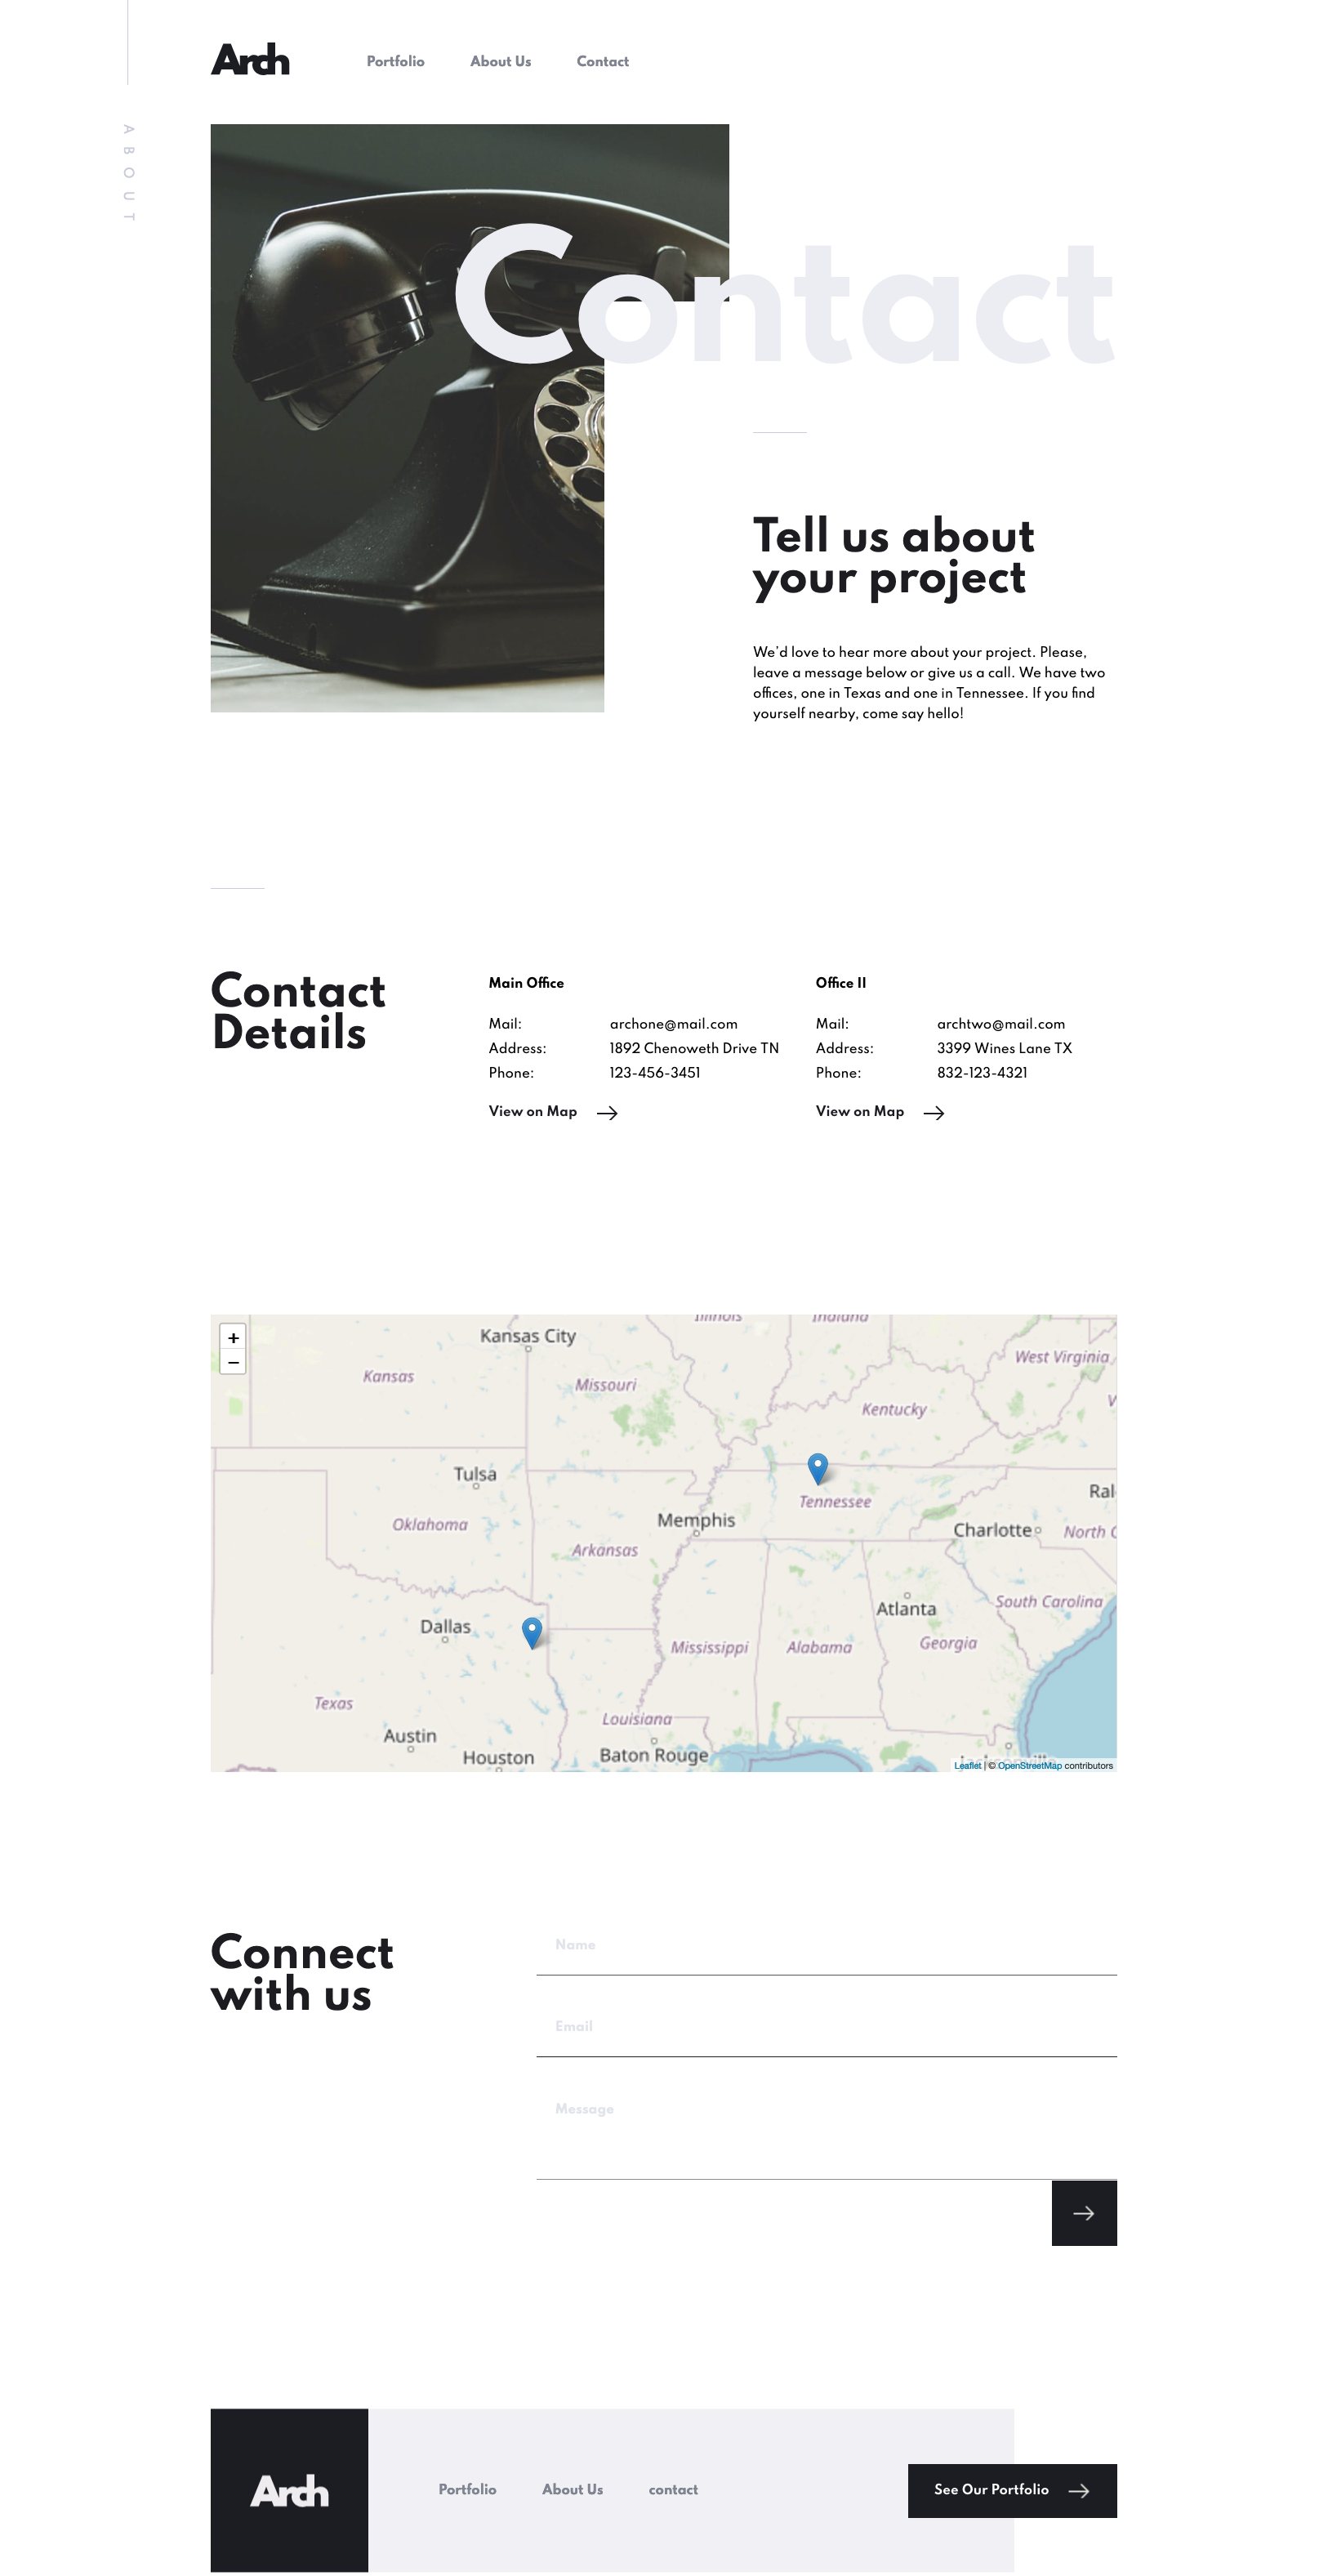 Arch
Portfolio
About Us
Contact
ABOUT
Contact
Tell us about
your project
We'd love to hear more about your project. Please,
leave a message below or give us a call. We have two
offices, one in Texas and one in Tennessee. If you find
yourself nearby, come say hello!
Contact
Details
Main Office
Mail: archone@mail.com
Address: 1892 Chenoweth Drive TN
Phone: 123-456-3451
View on Map
Office II
Mail: archtwo@mail.com
Address: 3399 Wines Lane TX
Phone: 832-123-4321
View on Map
+
−
Illinois
Indiana
Kansas City
West Virginia
Kansas
Missouri
Kentucky
Tulsa
Tennessee
Memphis
Charlotte
Oklahoma
Arkansas
Atlanta
South Carolina
Dallas
Mississippi
Alabama
Georgia
Texas
Louisiana
Austin
Houston
Baton Rouge
Leaflet | © OpenStreetMap contributors
Connect
with us
Name
Email
Message
Arch
Portfolio
About Us
contact
See Our Portfolio